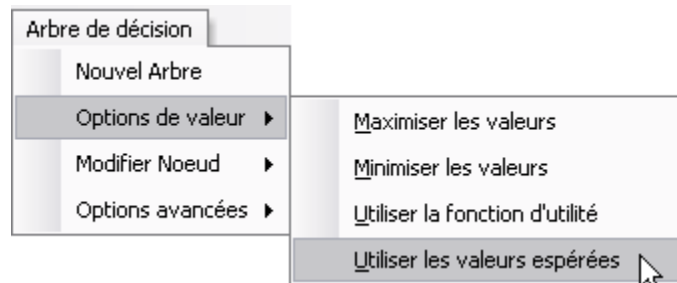 Arbre de décision
Nouvel Arbre
Options de valeur
Modifier Noeud
Options avancées
Maximiser les valeurs
Minimiser les valeurs
Utiliser la fonction d'utilité
Utiliser les valeurs espérées